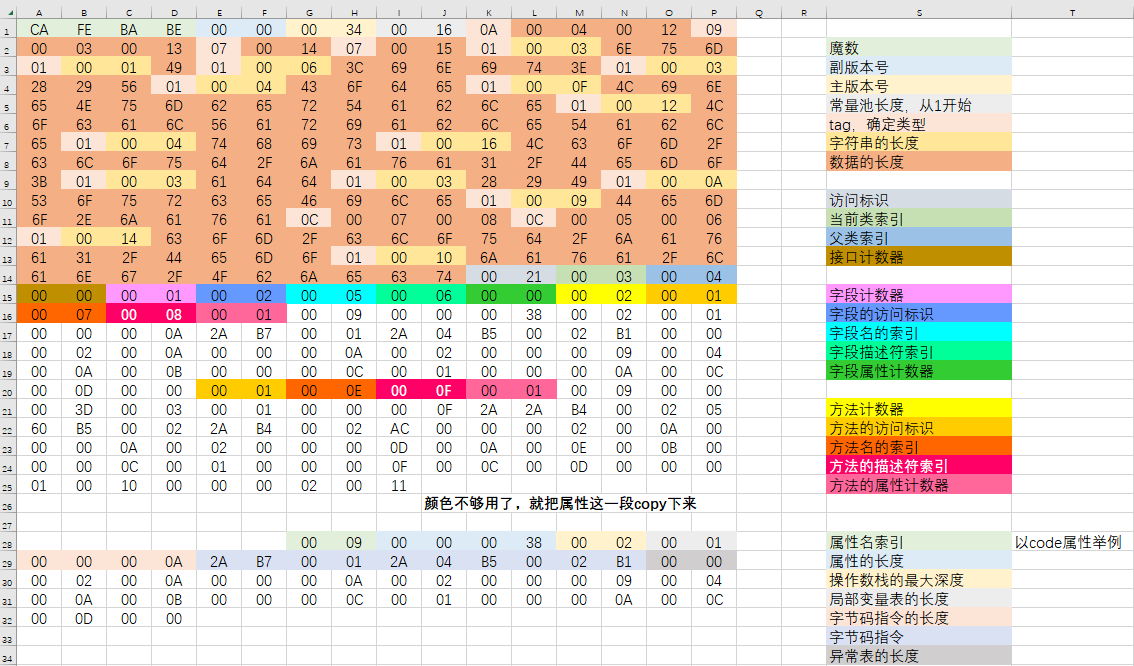 A B C D E F G H I J K L M N O P Q R S T
1 CA FE BA BE 00 00 00 34 00 16 0A 00 04 00 12 09
2 00 03 00 13 07 00 14 07 00 15 01 00 03 6E 75 6D 魔数
3 01 00 01 49 01 00 06 3C 69 6E 69 74 3E 01 00 03 副版本号
4 28 29 56 01 00 04 43 6F 64 65 01 00 0F 4C 69 6E 主版本号
5 65 4E 75 6D 62 65 72 54 61 62 6C 65 01 00 12 4C 常量池长度，从1开始
6 6F 63 61 6C 56 61 72 69 61 62 6C 65 54 61 62 6C tag，确定类型
7 65 01 00 04 74 68 69 73 01 00 16 4C 63 6F 6D 2F 字符串的长度
8 63 6C 6F 75 64 2F 6A 61 76 61 31 2F 44 65 6D 6F 数据的长度
9 3B 01 00 03 61 64 64 01 00 03 28 29 49 01 00 0A
10 53 6F 75 72 63 65 46 69 6C 65 01 00 09 44 65 6D 访问标识
11 6F 2E 6A 61 76 61 0C 00 07 00 08 0C 00 05 00 06 当前类索引
12 01 00 14 63 6F 6D 2F 63 6C 6F 75 64 2F 6A 61 76 父类索引
13 61 31 2F 44 65 6D 6F 01 00 10 6A 61 76 61 2F 6C 接口计数器
14 61 6E 67 2F 4F 62 6A 65 63 74 00 21 00 03 00 04
15 00 00 00 01 00 02 00 05 00 06 00 00 00 02 00 01 字段计数器
16 00 07 00 08 00 01 00 09 00 00 00 38 00 02 00 01 字段的访问标识
17 00 00 00 0A 2A B7 00 01 2A 04 B5 00 02 B1 00 00 字段名的索引
18 00 02 00 0A 00 00 00 0A 00 02 00 00 00 09 00 04 字段描述符索引
19 00 0A 00 0B 00 00 00 0C 00 01 00 00 00 0A 00 0C 字段属性计数器
20 00 0D 00 00 00 01 00 0E 00 0F 00 01 00 09 00 00
21 00 3D 00 03 00 01 00 00 00 0F 2A 2A B4 00 02 05 方法计数器
22 60 B5 00 02 2A B4 00 02 AC 00 00 00 02 00 0A 00 方法的访问标识
23 00 00 0A 00 02 00 00 00 0D 00 0A 00 0E 00 0B 00 方法名的索引
24 00 00 0C 00 01 00 00 00 0F 00 0C 00 0D 00 00 00 方法的描述符索引
25 01 00 10 00 00 00 02 00 11 方法的属性计数器
26 颜色不够用了，就把属性这一段copy下来
27
28 00 09 00 00 00 38 00 02 00 01 属性名索引 以code属性举例
29 00 00 00 0A 2A B7 00 01 2A 04 B5 00 02 B1 00 00 属性的长度
30 00 02 00 0A 00 00 00 0A 00 02 00 00 00 09 00 04 操作数栈的最大深度
31 00 0A 00 0B 00 00 00 0C 00 01 00 00 00 0A 00 0C 局部变量表的长度
32 00 0D 00 00 字节码指令的长度
33 字节码指令
34 异常表的长度